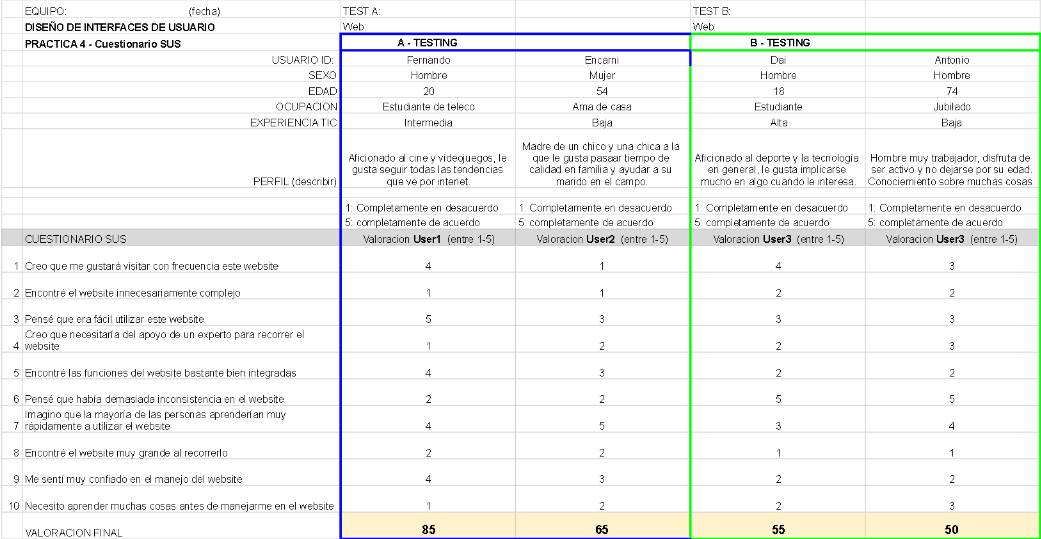 EQUIPO: (fecha) TEST A: TEST B:
DISEÑO DE INTERFACES DE USUARIO Web: Web:
PRACTICA 4 - Cuestionario SUS A - TESTING B - TESTING
USUARIO ID: Fernando Encarni Dai Antonio
SEXO Hombre Mujer Hombre Hombre
EDAD 20 54 18 74
OCUPACION Estudiante de teleco Ama de casa Estudiante Jubilado
EXPERIENCIA TIC Intermedia Baja Alta Baja
PERFIL (describir)
Aficionado al cine y videojuegos, le
gusta seguir todas las tendencias
que ve por internet.
Madre de un chico y una chica a la
que le gusta pasaar tiempo de
calidad en familia y ayudar a su
marido en el campo.
Aficionado al deporte y la tecnología
en general, le gusta implicarse
mucho en algo cuando le interesa.
Hombre muy trabajador, disfruta de
ser activo y no dejarse por su edad.
Conocimiento sobre muchas cosas
1: Completamente en desacuerdo 1: Completamente en desacuerdo 1: Completamente en desacuerdo 1: Completamente en desacuerdo
5: completamente de acuerdo 5: completamente de acuerdo 5: completamente de acuerdo 5: completamente de acuerdo
CUESTIONARIO SUS Valoracion User1 (entre 1-5) Valoracion User2 (entre 1-5) Valoracion User3 (entre 1-5) Valoracion User3 (entre 1-5)
1 Creo que me gustará visitar con frecuencia este website 4 1 4 3
2 Encontré el website innecesariamente complejo 1 1 2 2
3 Pensé que era fácil utilizar este website 5 3 3 3
4 Creo que necesitaría del apoyo de un experto para recorrer el
website 1 2 2 3
5 Encontré las funciones del website bastante bien integradas 4 3 2 2
6 Pensé que había demasiada inconsistencia en el website 2 2 5 5
7 Imagino que la mayoría de las personas aprenderían muy
rápidamente a utilizar el website 4 5 3 4
8 Encontré el website muy grande al recorrerlo 2 2 1 1
9 Me sentí muy confiado en el manejo del website 4 3 2 2
10 Necesito aprender muchas cosas antes de manejarme en el website 1 2 2 3
VALORACION FINAL 85 65 55 50